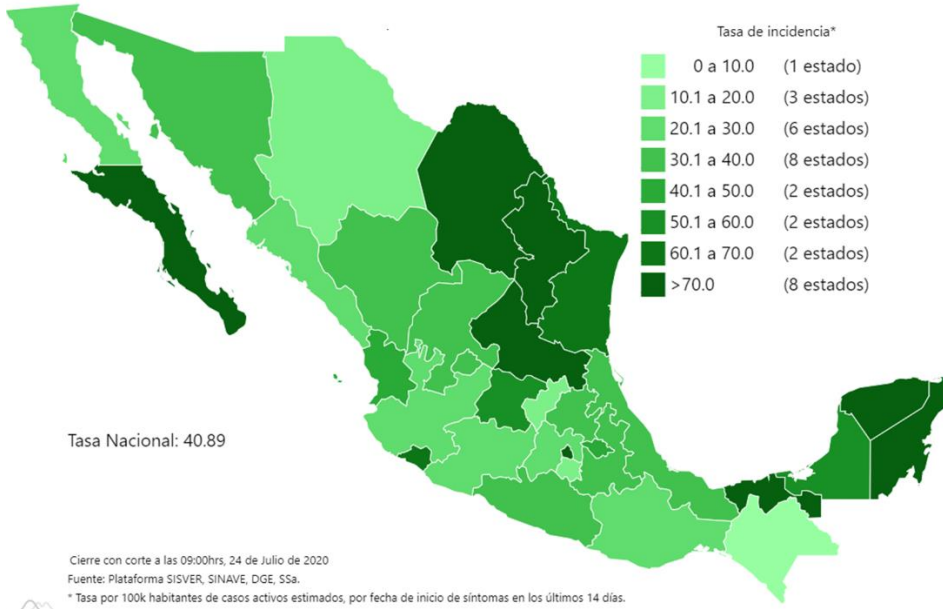 Tasa de incidencia*
0 a 10.0 (1 estado)
10.1 a 20.0 (3 estados)
20.1 a 30.0 (6 estados)
30.1 a 40.0 (8 estados)
40.1 a 50.0 (2 estados)
50.1 a 60.0 (2 estados)
60.1 a 70.0 (2 estados)
>70.0 (8 estados)
Tasa Nacional: 40.89
Cierre con corte a las 09:00hrs, 24 de Julio de 2020
Fuente: Plataforma SISVER, SINAVE, DGE, SSa.
* Tasa por 100k habitantes de casos activos estimados, por fecha de inicio de síntomas en los últimos 14 días.